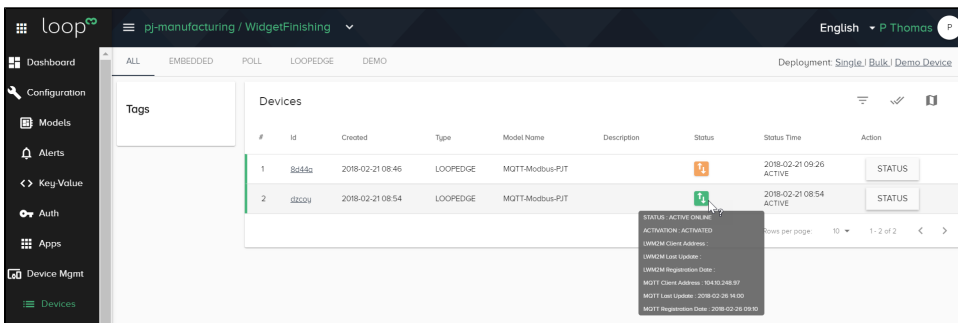 loop
pj-manufacturing / WidgetFinishing
English
P Thomas
P
Dashboard
Configuration
Models
Alerts
Key-Value
Auth
Apps
Device Mgmt
Devices
ALL EMBEDDED POLL LOOPEDGE DEMO
Deployment: Single | Bulk | Demo Device
Tags
Devices
# Id Created Type Model Name Description Status Status Time Action
1 8d44a 2018-02-21 08:46 LOOPEDGE MQTT-Modbus-PJT 2018-02-21 09:26 STATUS
ACTIVE
2 dzcoy 2018-02-21 08:54 LOOPEDGE MQTT-Modbus-PJT 2018-02-21 08:54 STATUS
ACTIVE
Rows per page: 10 1 - 2 of 2
STATUS : ACTIVE ONLINE
ACTIVATION : ACTIVATED
LWM2M Client Address :
LWM2M Last Update :
LWM2M Registration Date :
MQTT Client Address : 104.10.248.97
MQTT Last Update : 2018-02-26 14:00
MQTT Registration Date : 2018-02-26 09:10